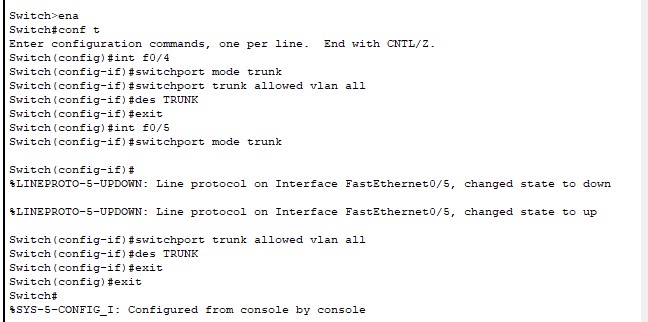 Switch>ena
Switch#conf t
Enter configuration commands, one per line.  End with CNTL/Z.
Switch(config)#int f0/4
Switch(config-if)#switchport mode trunk
Switch(config-if)#switchport trunk allowed vlan all
Switch(config-if)#des TRUNK
Switch(config-if)#exit
Switch(config)#int f0/5
Switch(config-if)#switchport mode trunk
Switch(config-if)#
%LINEPROTO-5-UPDOWN: Line protocol on Interface FastEthernet0/5, changed state to down
%LINEPROTO-5-UPDOWN: Line protocol on Interface FastEthernet0/5, changed state to up
Switch(config-if)#switchport trunk allowed vlan all
Switch(config-if)#des TRUNK
Switch(config-if)#exit
Switch(config)#exit
Switch#
%SYS-5-CONFIG_I: Configured from console by console